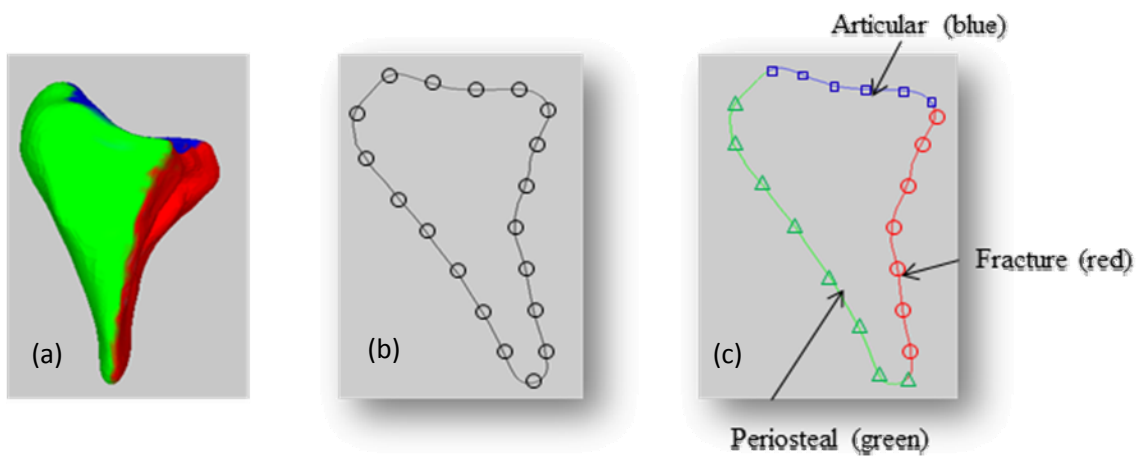 Articular (blue)
Fracture (red)
(a)
(b)
(c)
Periosteal (green)